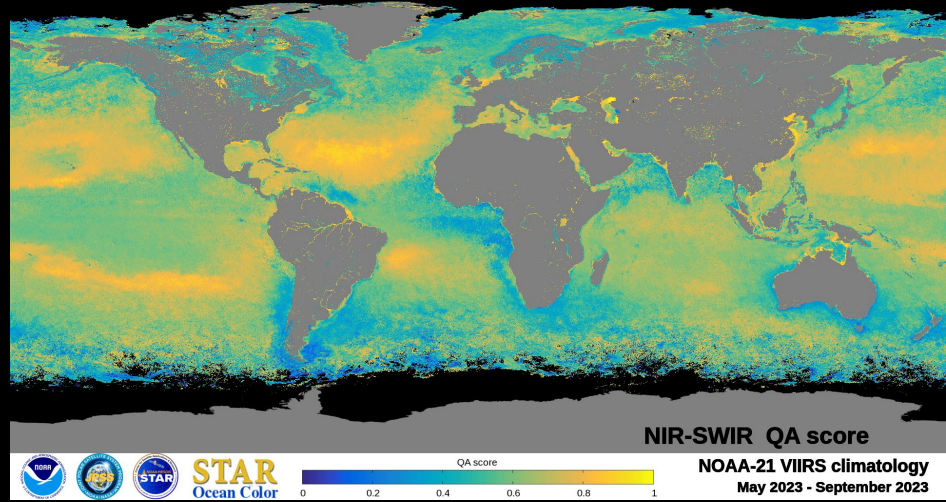 NIR-SWIR QA score
NOAA
JPSS
STAR
STAR
Ocean Color
QA score
0 0.2 0.4 0.6 0.8 1
NOAA-21 VIIRS climatology
May 2023 - September 2023